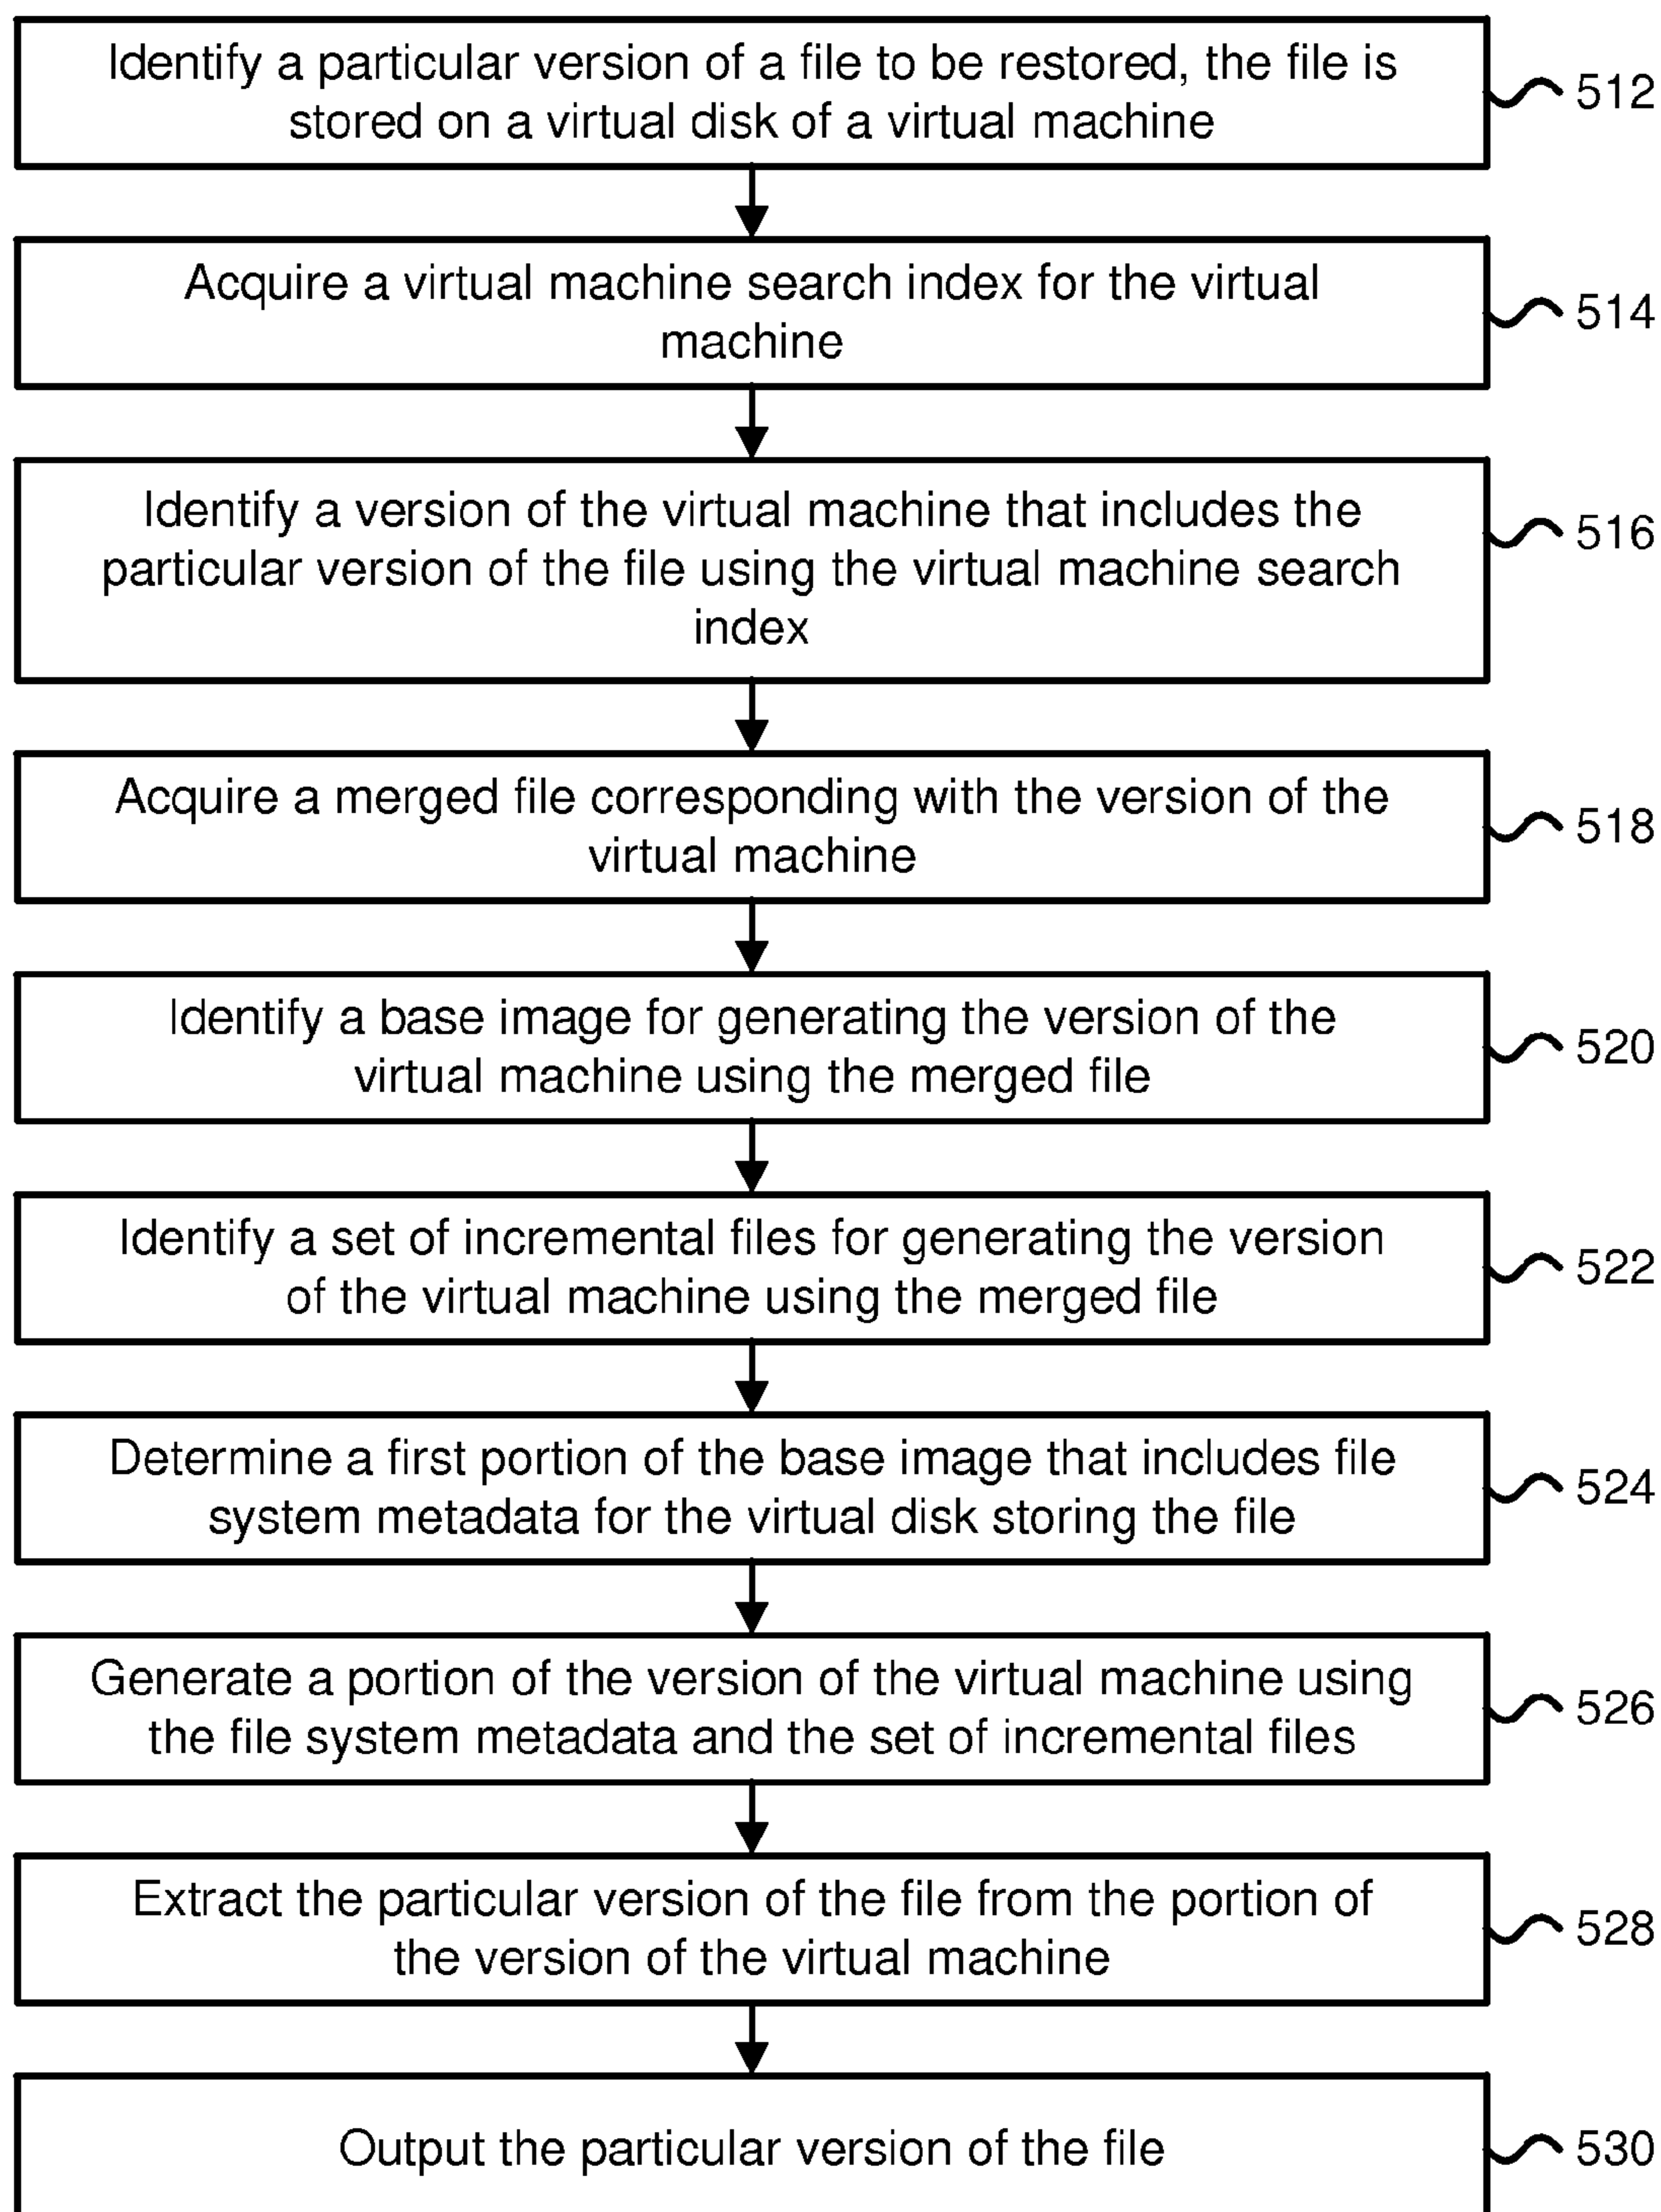 Identify a particular version of a file to be restored, the file is
stored on a virtual disk of a virtual machine
512
Acquire a virtual machine search index for the virtual
machine
514
Identify a version of the virtual machine that includes the
particular version of the file using the virtual machine search
index
516
Acquire a merged file corresponding with the version of the
virtual machine
518
Identify a base image for generating the version of the
virtual machine using the merged file
520
Identify a set of incremental files for generating the version
of the virtual machine using the merged file
522
Determine a first portion of the base image that includes file
system metadata for the virtual disk storing the file
524
Generate a portion of the version of the virtual machine using
the file system metadata and the set of incremental files
526
Extract the particular version of the file from the portion of
the version of the virtual machine
528
Output the particular version of the file
530